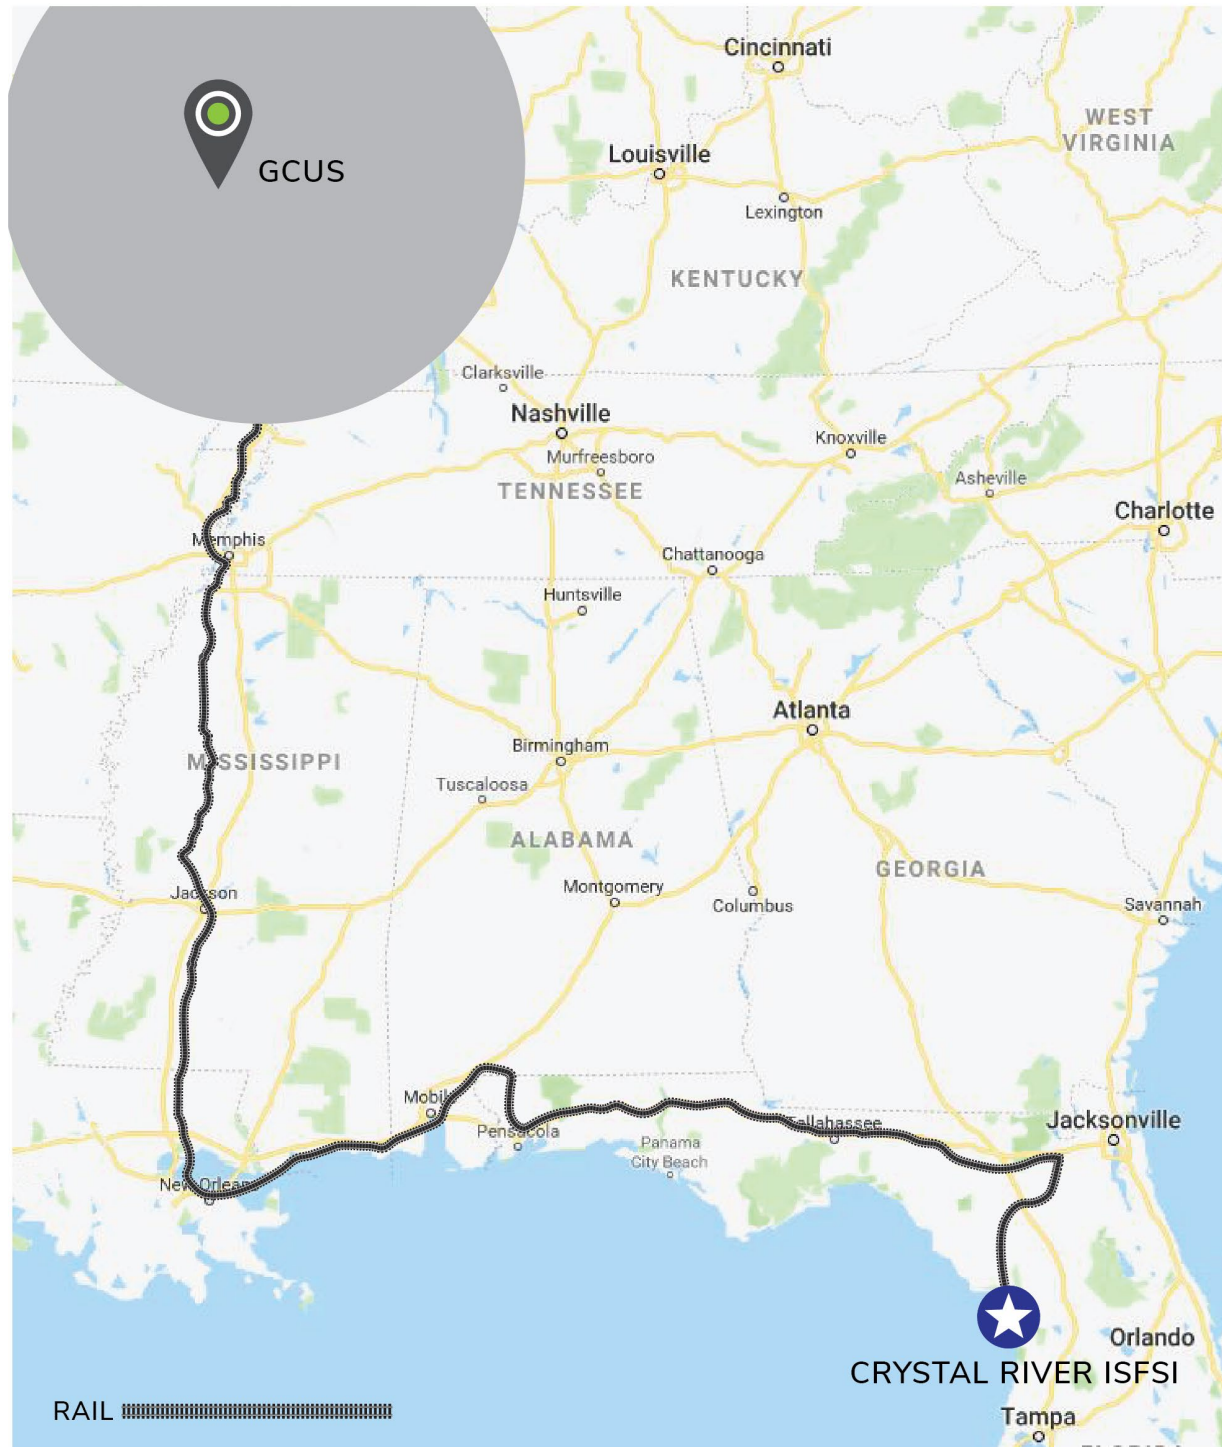 Cincinnati
WEST
VIRGINIA
Louisville
GCUS
Lexington
KENTUCKY
Clarksville
Nashville
Knoxville
Murfreesboro
Asheville
TENNESSEE
Charlotte
Memphis
Chattanooga
Huntsville
Atlanta
Birmingham
MISSISSIPPI
Tuscaloosa
ALABAMA
GEORGIA
Montgomery
Jackson
Columbus
Savannah
Mobile
Jacksonville
Tallahassee
Pensacola
Panama
City Beach
New Orleans
Orlando
CRYSTAL RIVER ISFSI
RAIL
Tampa
FLORIDA